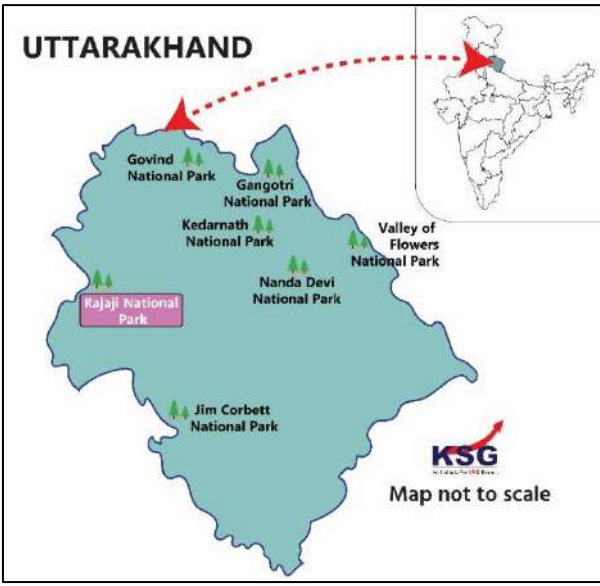 UTTARAKHAND
Govind
National Park
Gangotri
National Park
Kedarnath
National Park
Valley of
Flowers
National Park
Nanda Devi
National Park
Rajaji National
Park
Jim Corbett
National Park
KSG
Map not to scale